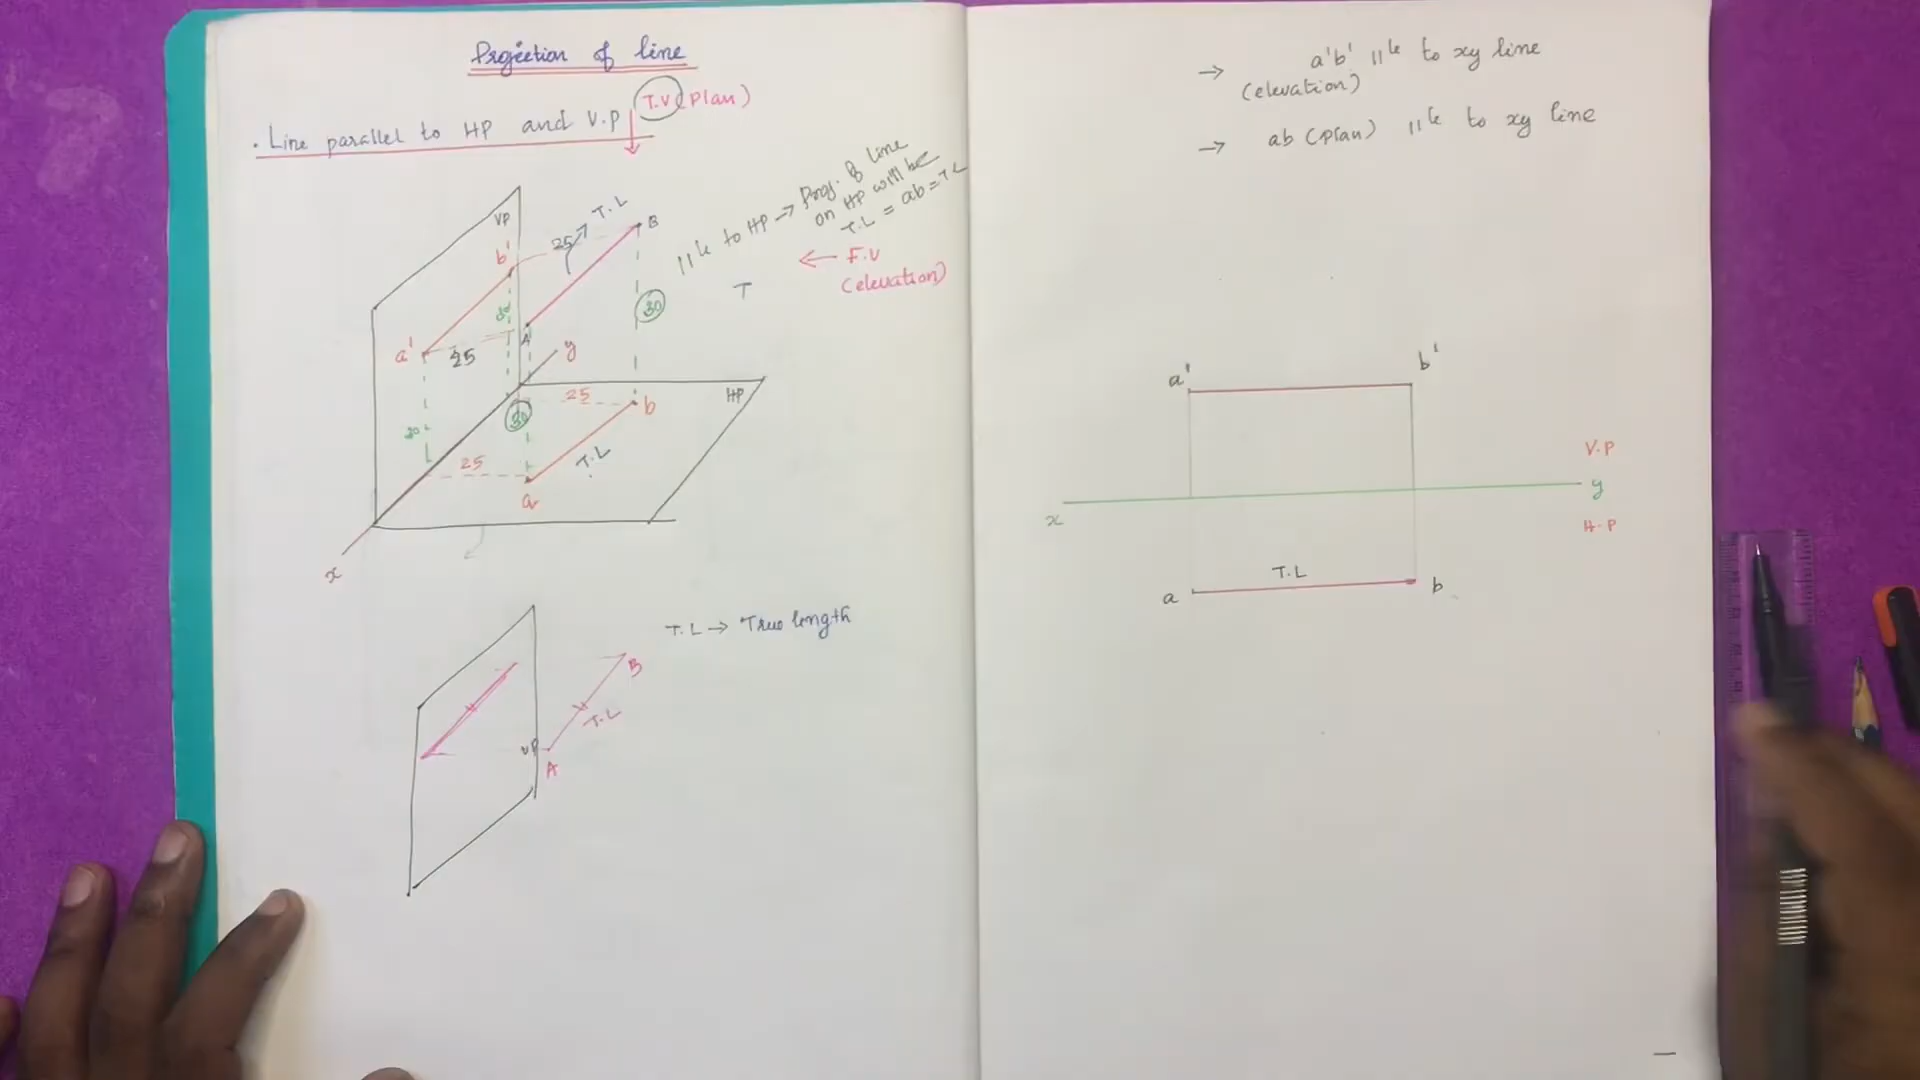 Projection of line
T.V (Plan)
. Line parallel to HP and V.P
VP
T.L
25
B
b'
30
a'
25
A
y
30
25
HP
30
b
30
25
T.L
a
x
||le to HP → Proj. of line
on HP will be
T.L = ab = TL
← F.V
(elevation)
T
T.L → True length
B
T.L
VP
A
→ a'b' ||le to xy line
(elevation)
→ ab (plan) ||le to xy line
a'
b'
V.P
x
y
H.P
T.L
a
b